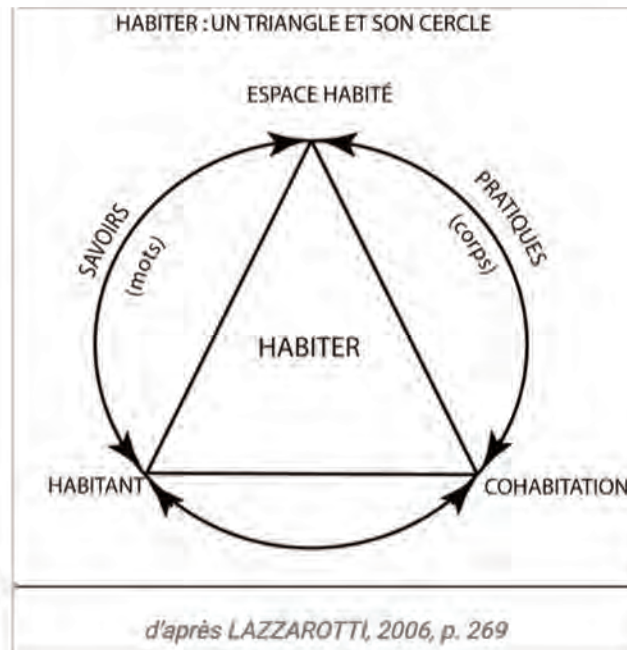 HABITER : UN TRIANGLE ET SON CERCLE
ESPACE HABITÉ
SAVOIRS
(mots)
PRATIQUES
(corps)
HABITER
HABITANT
COHABITATION
d'après LAZZAROTTI, 2006, p. 269